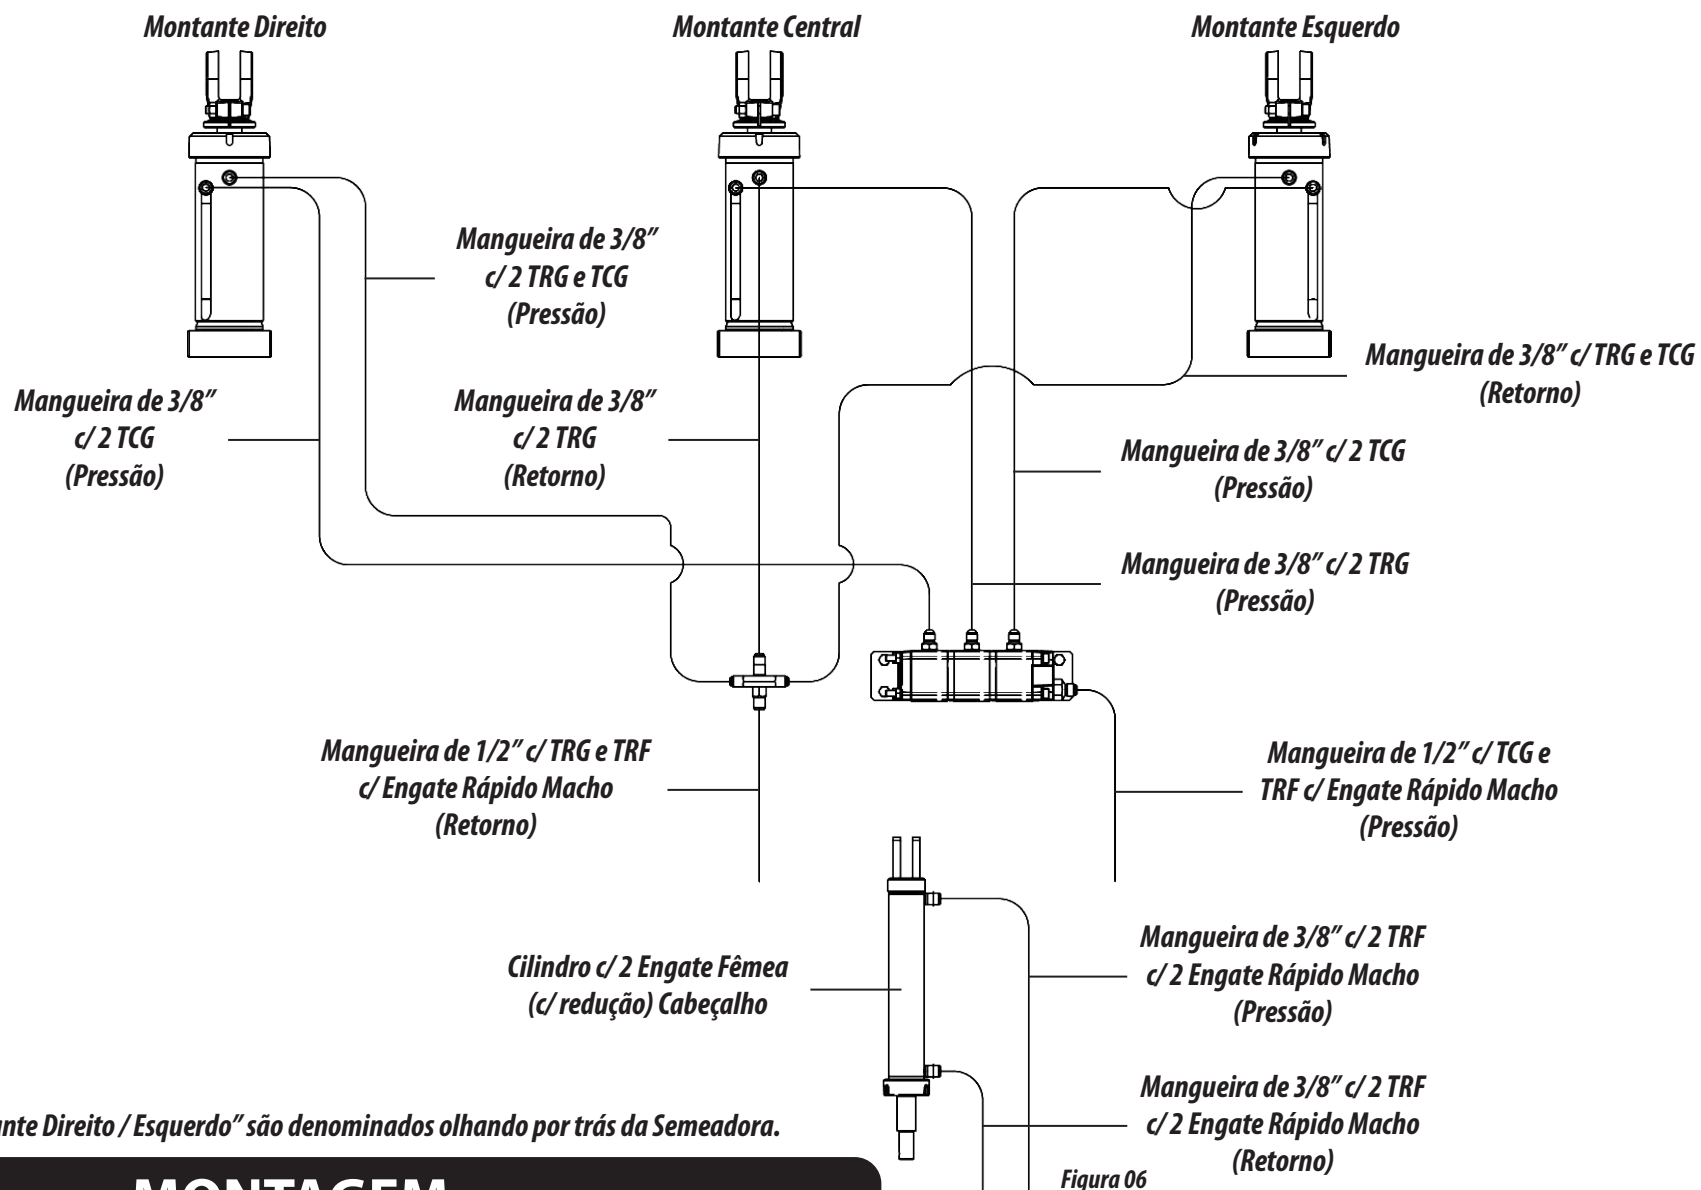 Montante Direito
Montante Central
Montante Esquerdo
Mangueira de 3/8"
c/ 2 TRG e TCG
(Pressão)
Mangueira de 3/8" c/ TRG e TCG
(Retorno)
Mangueira de 3/8"
c/ 2 TCG
(Pressão)
Mangueira de 3/8"
c/ 2 TRG
(Retorno)
Mangueira de 3/8" c/ 2 TCG
(Pressão)
Mangueira de 3/8" c/ 2 TRG
(Pressão)
Mangueira de 1/2" c/ TRG e TRF
c/ Engate Rápido Macho
(Retorno)
Mangueira de 1/2" c/ TCG e
TRF c/ Engate Rápido Macho
(Pressão)
Cilindro c/ 2 Engate Fêmea
(c/ redução) Cabeçalho
Mangueira de 3/8" c/ 2 TRF
c/ 2 Engate Rápido Macho
(Pressão)
Mangueira de 3/8" c/ 2 TRF
c/ 2 Engate Rápido Macho
(Retorno)
Direito / Esquerdo" são denominados olhando por trás da Semeadora.
Figura 06
MONTAGEM